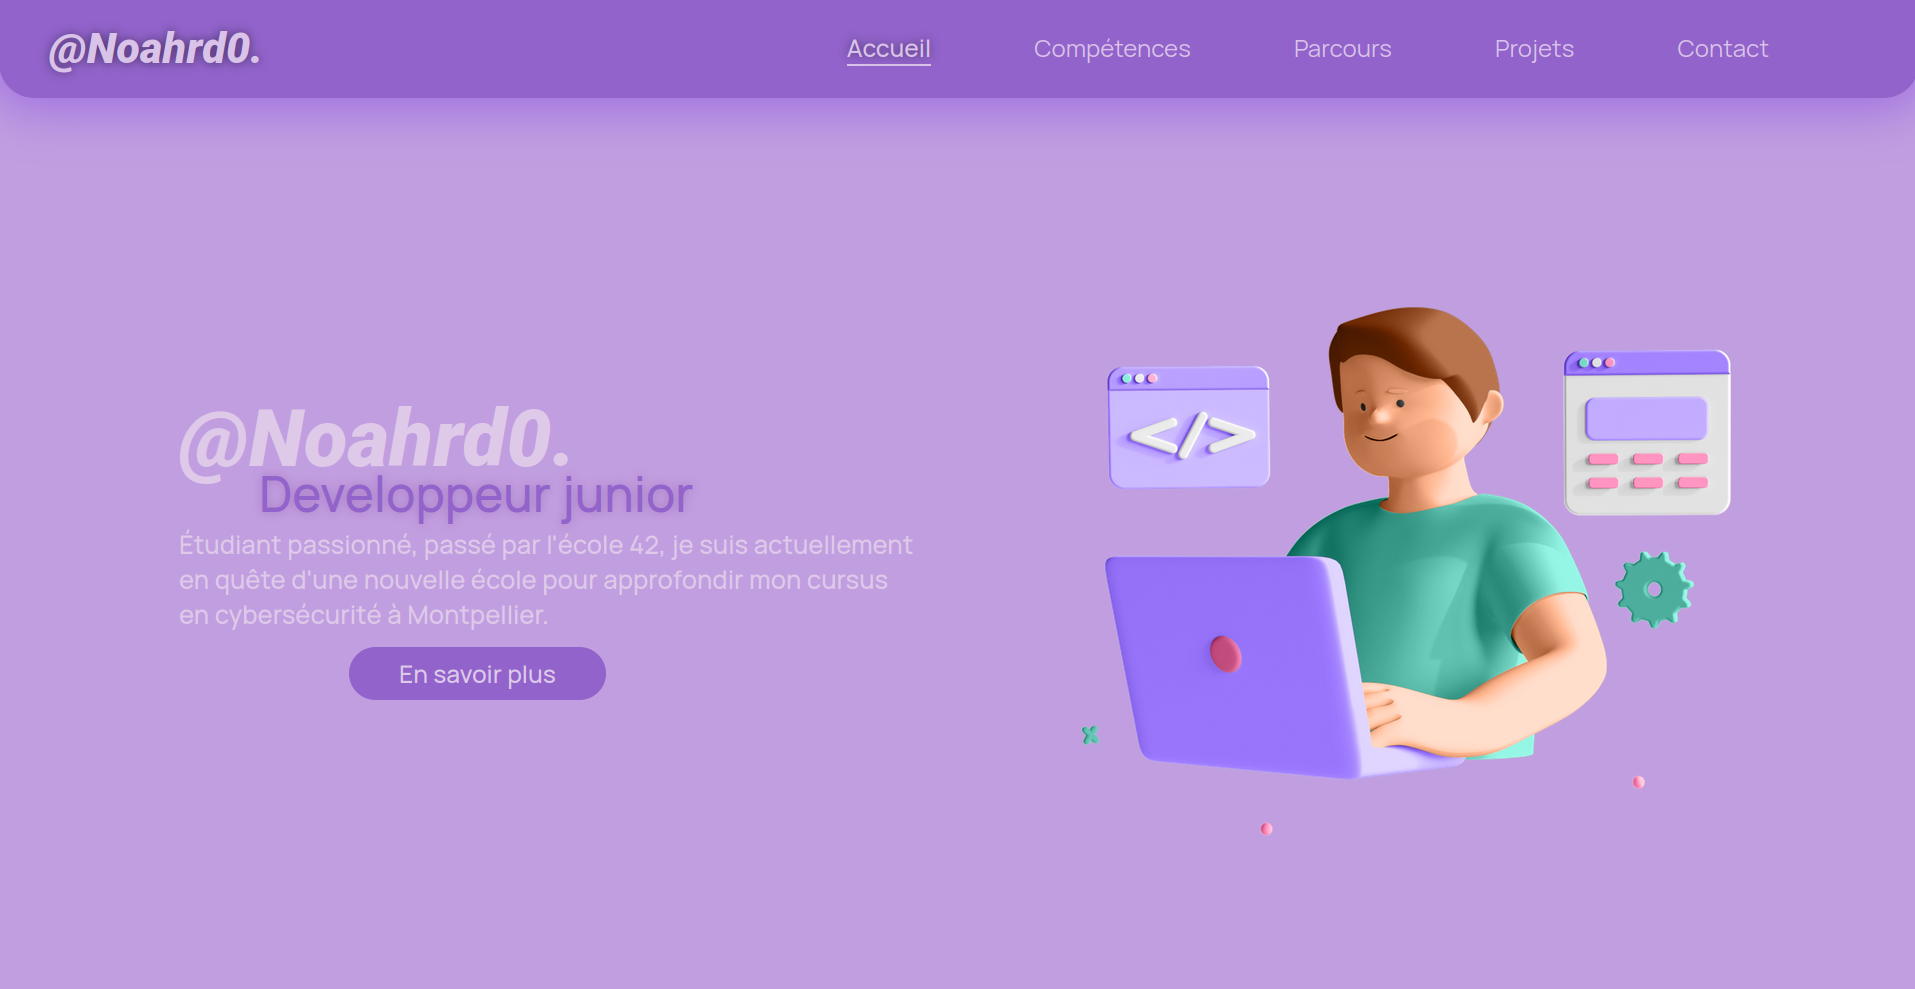 @Noahrd0.
Accueil Compétences Parcours Projets Contact
@Noahrd0.
Developpeur junior
Étudiant passionné, passé par l'école 42, je suis actuellement
en quête d'une nouvelle école pour approfondir mon cursus
en cybersécurité à Montpellier.
En savoir plus
</>